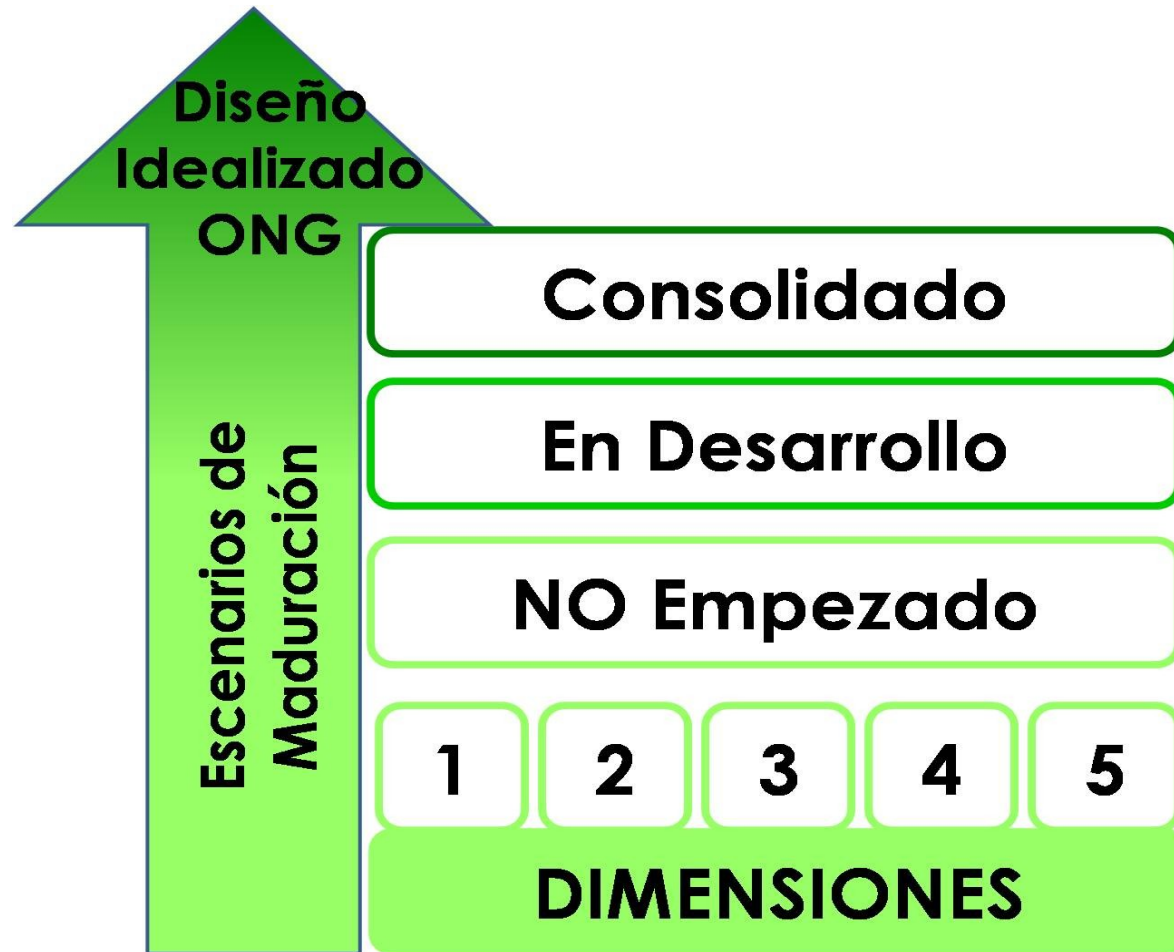 Diseño
Idealizado
ONG
Escenarios de
Maduración
Consolidado
En Desarrollo
NO Empezado
1 2 3 4 5
DIMENSIONES